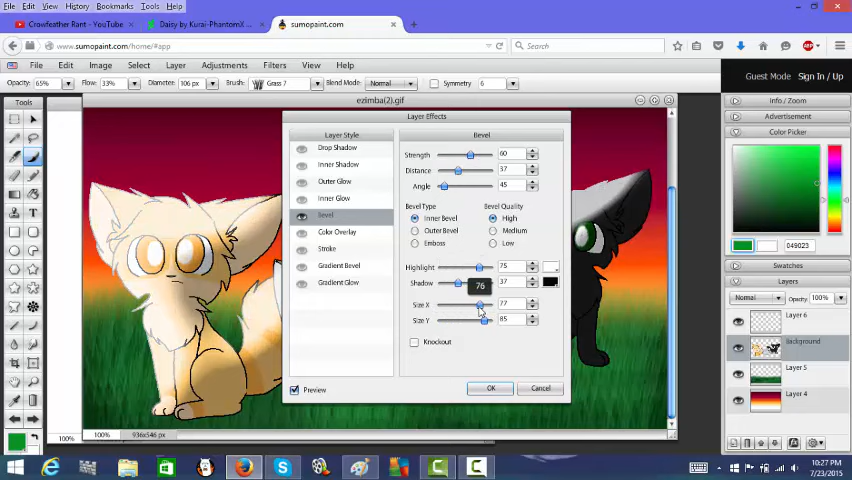 File Edit View History Bookmarks Tools Help
Crowfeather Rant - YouTube × Daisy by Kurai-PhantomX ... × sumopaint.com × +
www.sumopaint.com/home/#app Search
File Edit Image Select Layer Adjustments Filters View Help Guest Mode Sign In / Up
Opacity: 65% Flow: 33% Diameter: 106 px Brush: Grass 7 Blend Mode: Normal Symmetry 6
Tools ezimba(2).gif Info / Zoom
Layer Effects Advertisement
Layer Style Bevel Color Picker
Drop Shadow Strength 60
Inner Shadow Distance 37
Outer Glow Angle 45
Inner Glow Bevel Type Bevel Quality
Bevel Inner Bevel High
Color Overlay Outer Bevel Medium
Stroke Emboss Low 049023
Gradient Bevel Highlight 75 Swatches
Gradient Glow Shadow 37 Layers
76 Normal Opacity: 100%
Size X 77 Layer 6
Size Y 85 Background
Knockout Layer 5
Preview OK Cancel Layer 4
100% 100% 936x546 px
10:27 PM
7/23/2015